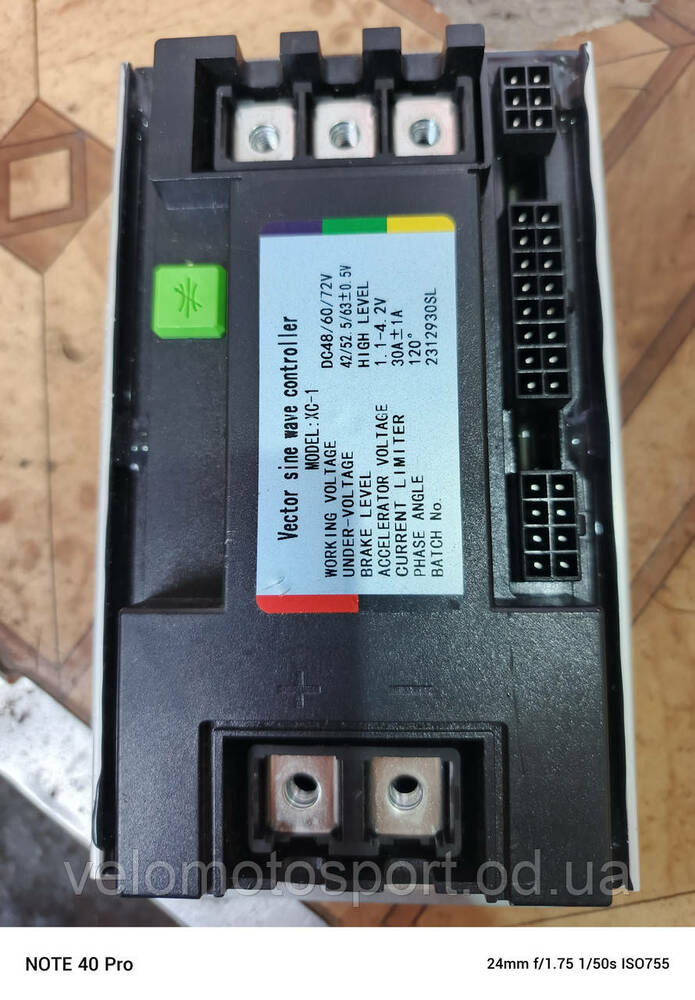 Vector sine wave controller
MODEL:XC-1
WORKING VOLTAGE DC48/60/72V
UNDER-VOLTAGE 42/52.5/63±0.5V
BRAKE LEVEL HIGH LEVEL
ACCELERATOR VOLTAGE 1.1-4.2V
CURRENT LIMITER 30A±1A
PHASE ANGLE 120°
BATCH No. 2312930SL
+ −
velomotosport.od.ua
NOTE 40 Pro
24mm f/1.75 1/50s ISO755